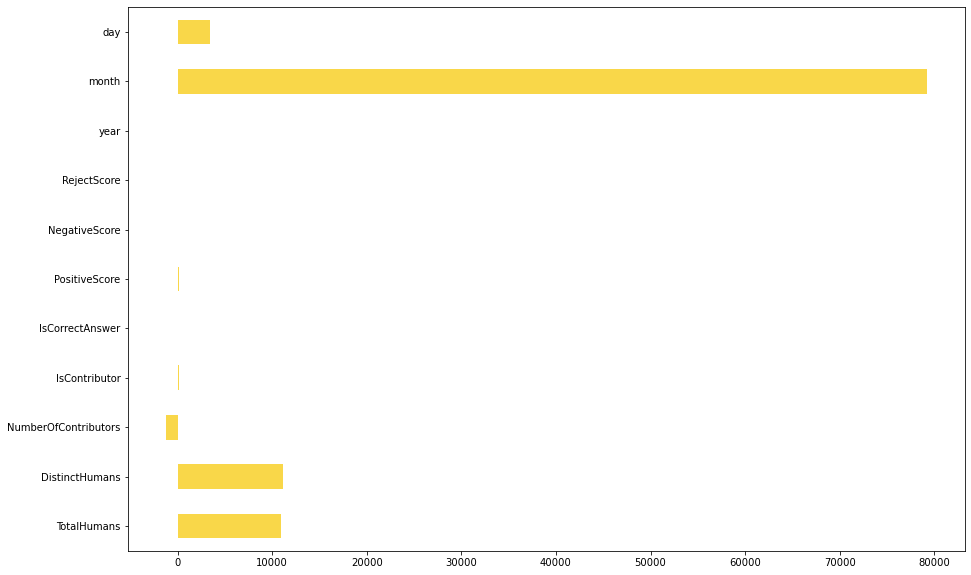 day
month
year
RejectScore
NegativeScore
PositiveScore
IsCorrectAnswer
IsContributor
NumberOfContributors
DistinctHumans
TotalHumans
0 10000 20000 30000 40000 50000 60000 70000 80000